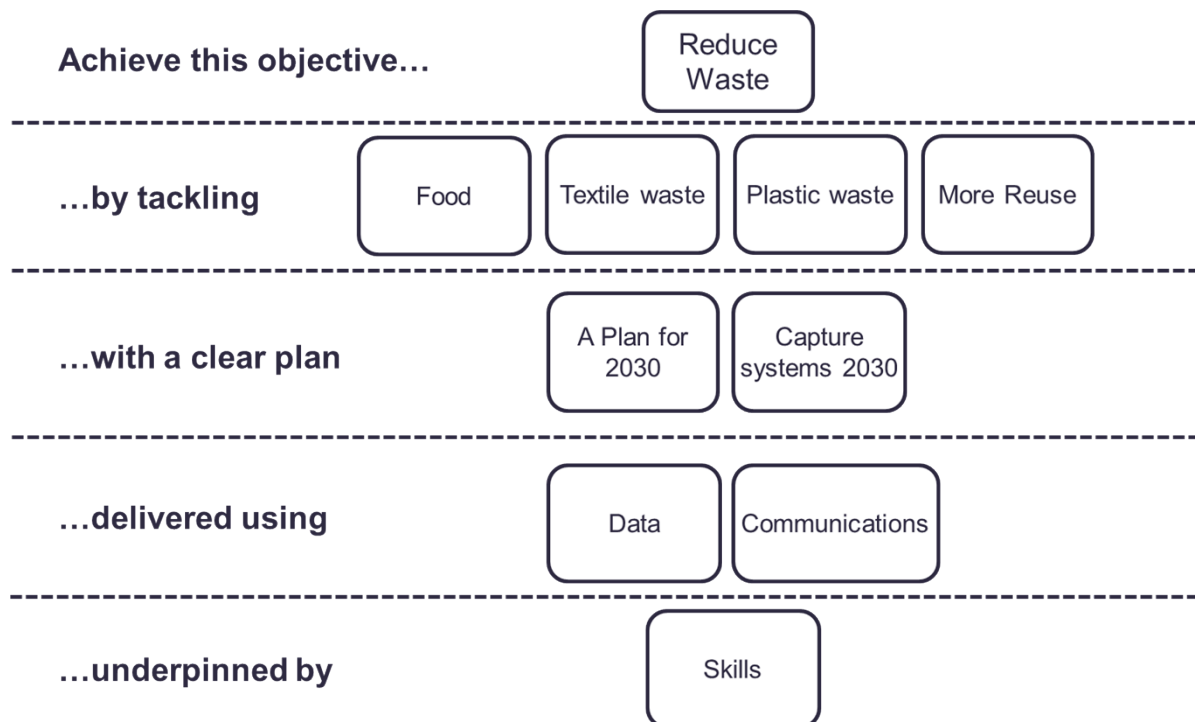 Achieve this objective…
Reduce
Waste
…by tackling
Food
Textile waste
Plastic waste
More Reuse
…with a clear plan
A Plan for
2030
Capture
systems 2030
…delivered using
Data
Communications
…underpinned by
Skills